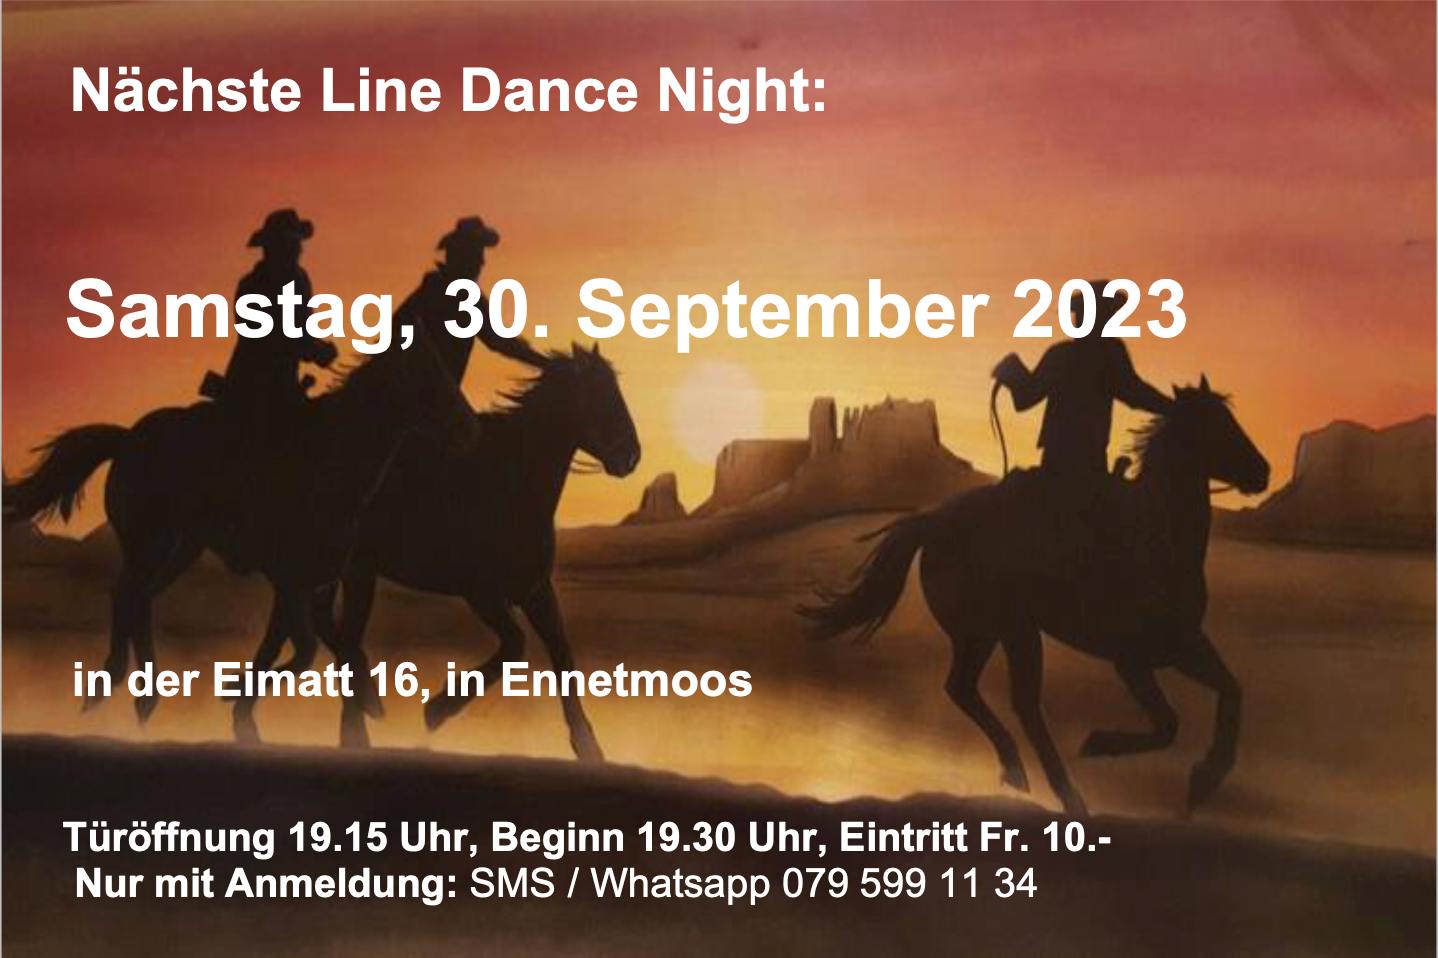 Nächste Line Dance Night:
Samstag, 30. September 2023
in der Eimatt 16, in Ennetmoos
Türöffnung 19.15 Uhr, Beginn 19.30 Uhr, Eintritt Fr. 10.-
Nur mit Anmeldung: SMS / Whatsapp 079 599 11 34